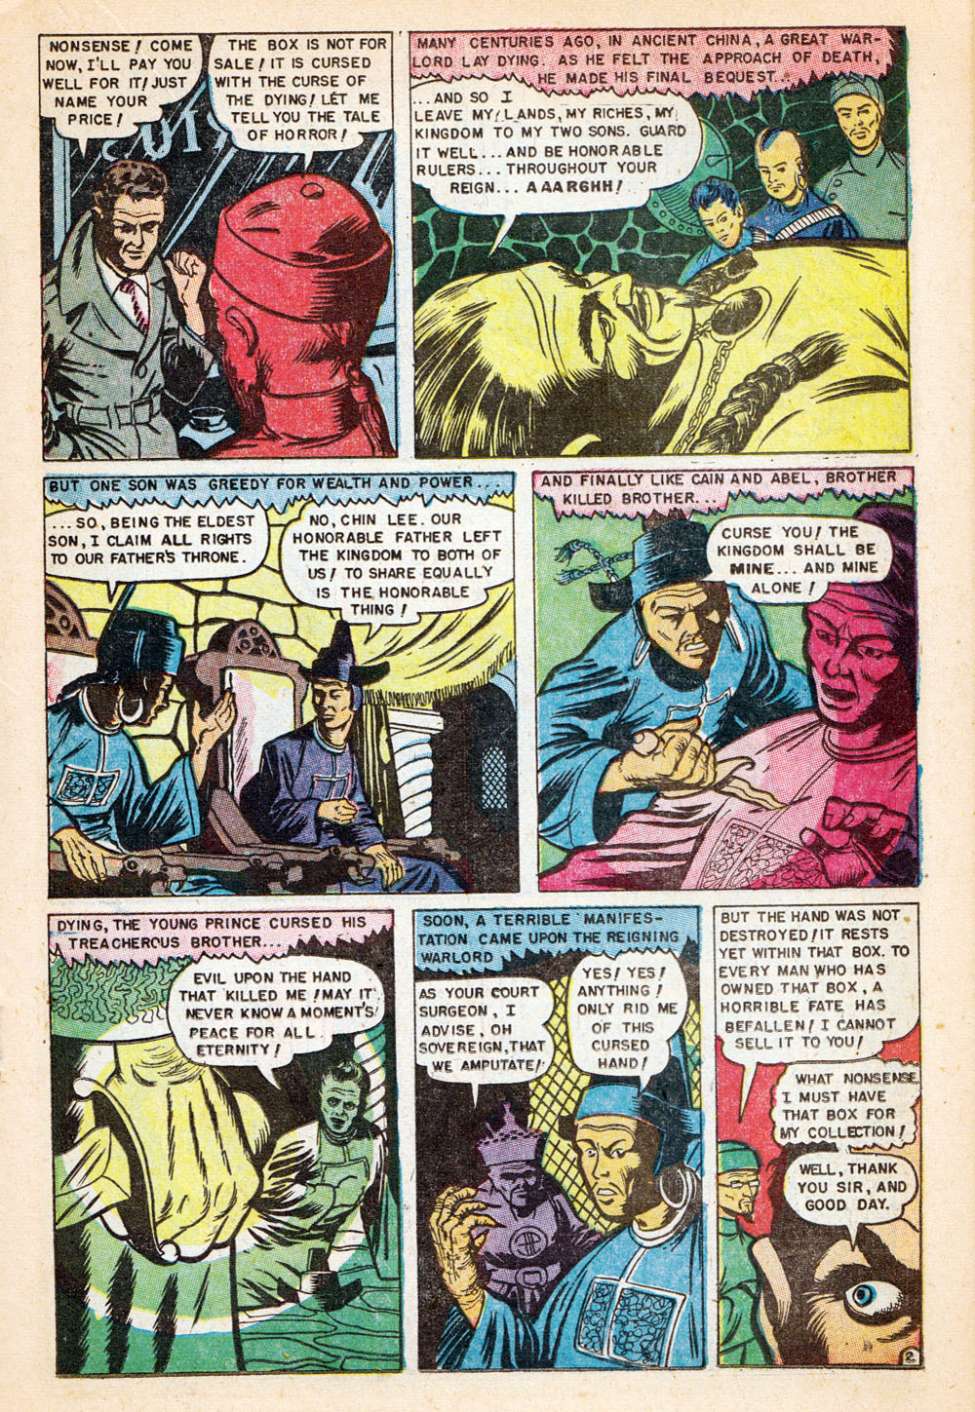 NONSENSE! COME
NOW, I'LL PAY YOU
WELL FOR IT! JUST
NAME YOUR
PRICE!
THE BOX IS NOT FOR
SALE! IT IS CURSED
WITH THE CURSE OF
THE DYING! LET ME
TELL YOU THE TALE
OF HORROR!
MANY CENTURIES AGO, IN ANCIENT CHINA, A GREAT WAR-
LORD LAY DYING. AS HE FELT THE APPROACH OF DEATH,
HE MADE HIS FINAL BEQUEST...
...AND SO I
LEAVE MY LANDS, MY RICHES, MY
KINGDOM TO MY TWO SONS. GUARD
IT WELL... AND BE HONORABLE
RULERS... THROUGHOUT YOUR
REIGN... AAARGHH!
BUT ONE SON WAS GREEDY FOR WEALTH AND POWER...
...SO, BEING THE ELDEST
SON, I CLAIM ALL RIGHTS
TO OUR FATHER'S THRONE.
NO, CHIN LEE. OUR
HONORABLE FATHER LEFT
THE KINGDOM TO BOTH OF
US! TO SHARE EQUALLY
IS THE HONORABLE
THING!
AND FINALLY LIKE CAIN AND ABEL, BROTHER
KILLED BROTHER...
CURSE YOU! THE
KINGDOM SHALL BE
MINE... AND MINE
ALONE!
DYING, THE YOUNG PRINCE CURSED HIS
TREACHERCUS BROTHER...
EVIL UPON THE HAND
THAT KILLED ME! MAY IT
NEVER KNOW A MOMENT'S
PEACE FOR ALL
ETERNITY!
SOON, A TERRIBLE MANIFES-
TATION CAME UPON THE REIGNING
WARLORD
AS YOUR COURT
SURGEON, I
ADVISE, OH
SOVEREIGN, THAT
WE AMPUTATE!
YES! YES!
ANYTHING!
ONLY RID ME
OF THIS
CURSED
HAND!
BUT THE HAND WAS NOT
DESTROYED! IT RESTS
YET WITHIN THAT BOX. TO
EVERY MAN WHO HAS
OWNED THAT BOX, A
HORRIBLE FATE HAS
BEFALLEN! I CANNOT
SELL IT TO YOU!
WHAT NONSENSE
I MUST HAVE
THAT BOX FOR
MY COLLECTION!
WELL, THANK
YOU SIR, AND
GOOD DAY.
2